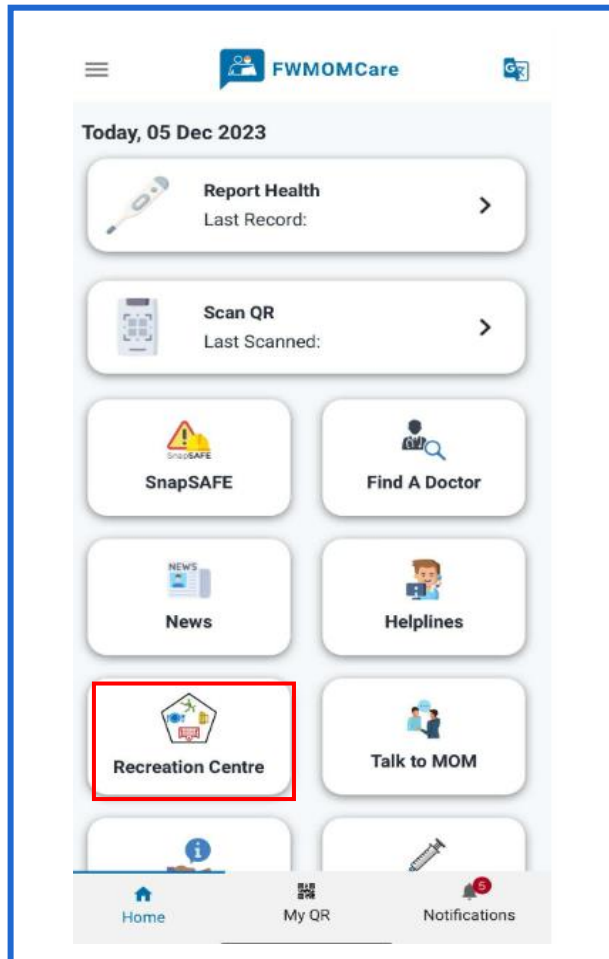 FWMOMCare
Today, 05 Dec 2023
Report Health
Last Record:
Scan QR
Last Scanned:
SnapSAFE
SnapSAFE
Find A Doctor
NEWS
News
Helplines
Recreation Centre
Talk to MOM
5
Home
My QR
Notifications